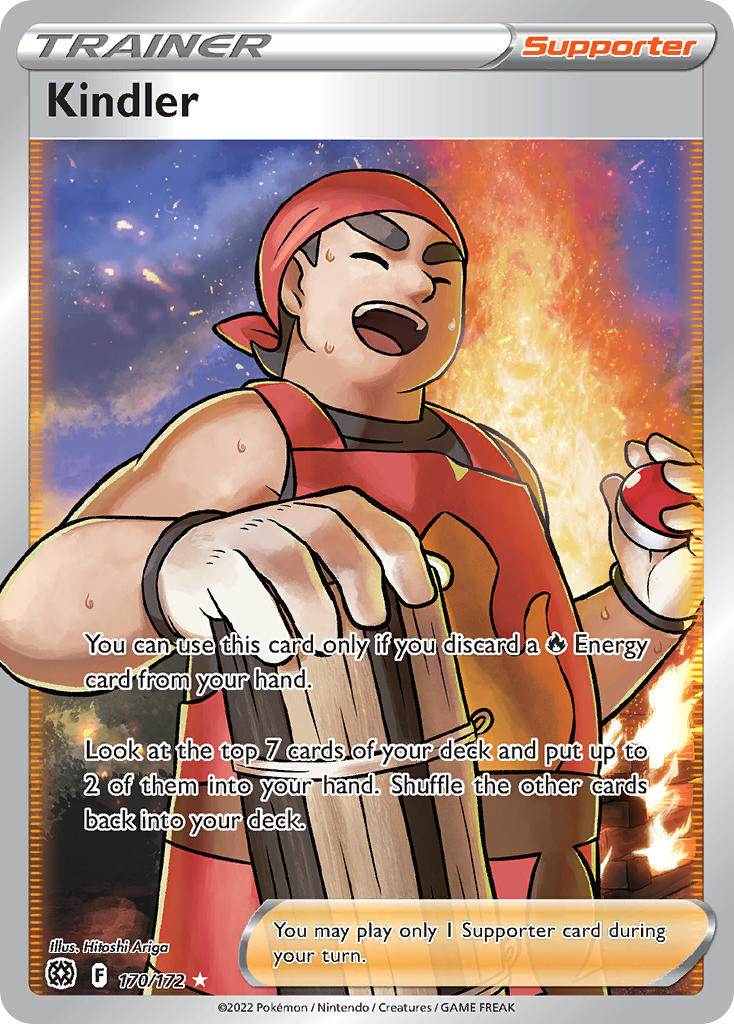 TRAINER
Supporter
Kindler
You can use this card only if you discard a Energy
card from your hand.
Look at the top 7 cards of your deck and put up to
2 of them into your hand. Shuffle the other cards
back into your deck.
You may play only 1 Supporter card during
your turn.
Illus. Hitoshi Ariga
F 170/172
©2022 Pokémon / Nintendo / Creatures / GAME FREAK